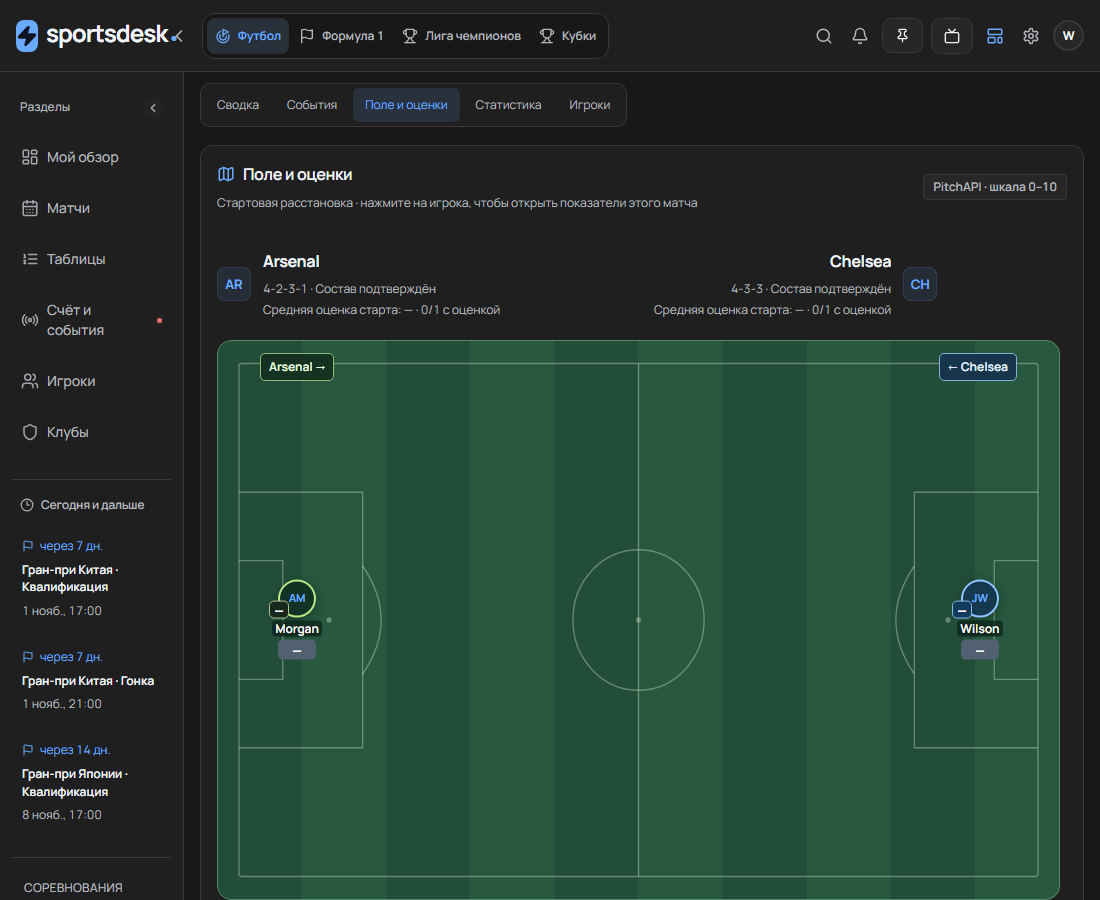 sportsdesk.
Футбол
Формула 1
Лига чемпионов
Кубки
W
Разделы
Мой обзор
Матчи
Таблицы
Счёт и
события
Игроки
Клубы
Сегодня и дальше
через 7 дн.
Гран-при Китая ·
Квалификация
1 нояб., 17:00
через 7 дн.
Гран-при Китая · Гонка
1 нояб., 21:00
через 14 дн.
Гран-при Японии ·
Квалификация
8 нояб., 17:00
СОРЕВНОВАНИЯ
Сводка
События
Поле и оценки
Статистика
Игроки
Поле и оценки
Стартовая расстановка · нажмите на игрока, чтобы открыть показатели этого матча
PitchAPI · шкала 0–10
AR
Arsenal
4-2-3-1 · Состав подтверждён
Средняя оценка старта: — · 0/1 с оценкой
Chelsea
4-3-3 · Состав подтверждён
Средняя оценка старта: — · 0/1 с оценкой
CH
Arsenal →
← Chelsea
AM
—
Morgan
—
JW
—
Wilson
—